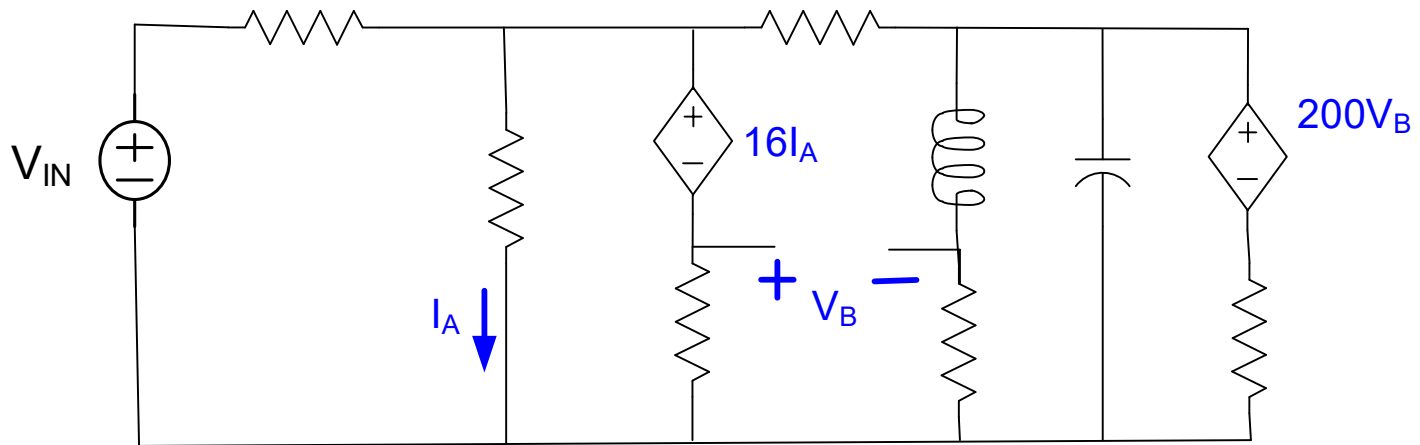 V_IN
16I_A
200V_B
I_A
+ V_B −